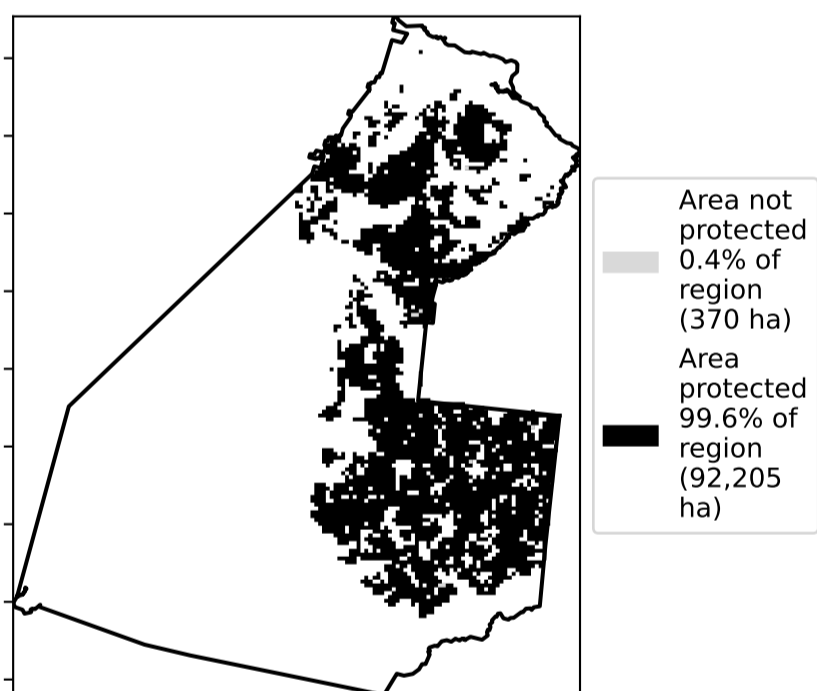 Area not
protected
0.4% of
region
(370 ha)
Area
protected
99.6% of
region
(92,205
ha)